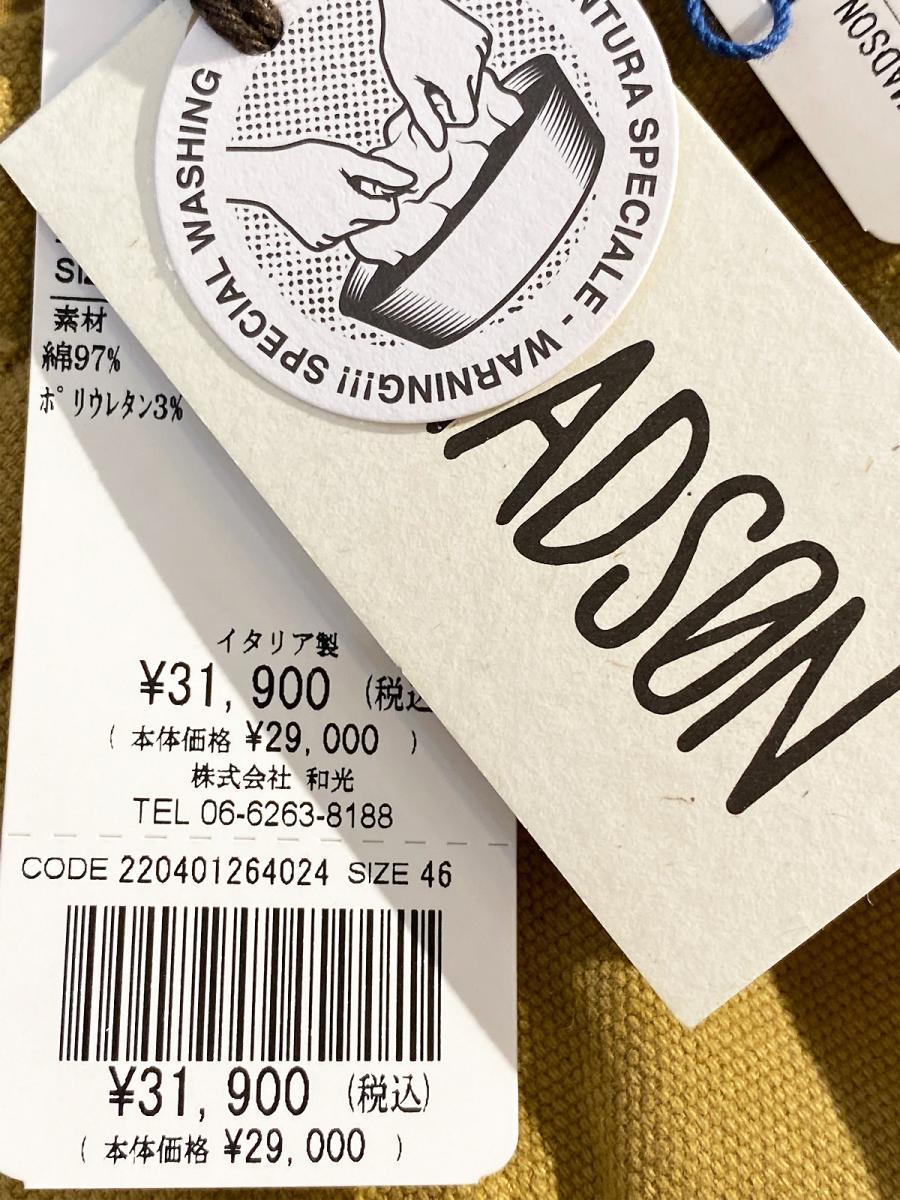 SPECIAL WASHING
NTURA SPECIALE - WARNING!!!
ADSON
ADSON
素材
綿97%
ポリウレタン3%
イタリア製
¥31,900 (税込
( 本体価格 ¥29,000 )
株式会社 和光
TEL 06-6263-8188
CODE 220401264024 SIZE 46
¥31,900 (税込)
( 本体価格 ¥29,000 )